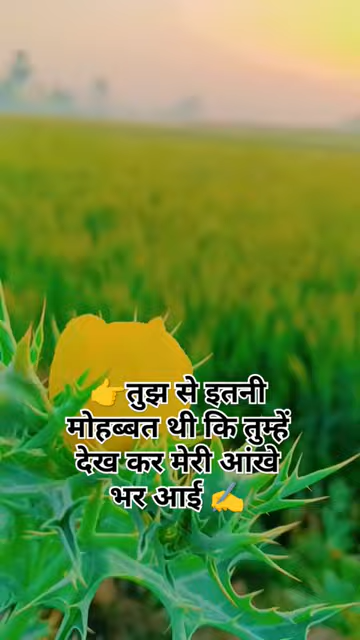 👉तुझ से इतनी
मोहब्बत थी कि तुम्हें
देख कर मेरी आंखे
भर आई ✍️